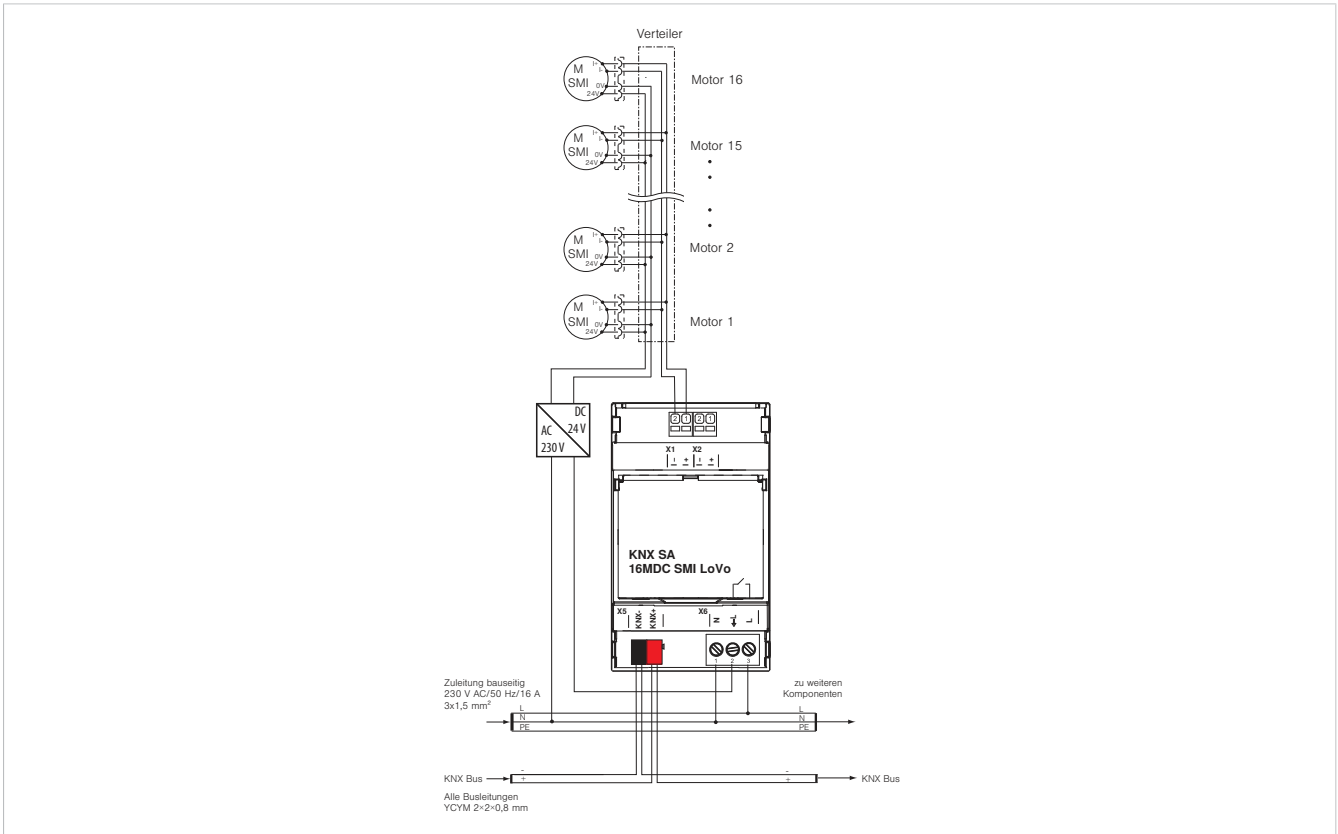 Verteiler
M
SMI
I+
I-
0V
24V
Motor 16
M
SMI
I+
I-
0V
24V
Motor 15
M
SMI
I+
I-
0V
24V
Motor 2
M
SMI
I+
I-
0V
24V
Motor 1
DC
24 V
AC
230 V
2 1 2 1
X1 X2
- + - +
KNX SA
16MDC SMI LoVo
X5 KNX- KNX+ X6 N L L
1 2 3
Zuleitung bauseitig
230 V AC/50 Hz/16 A
3x1,5 mm²
zu weiteren
Komponenten
L L
N N
PE PE
KNX Bus - + - + KNX Bus
Alle Busleitungen
YCYM 2×2×0,8 mm